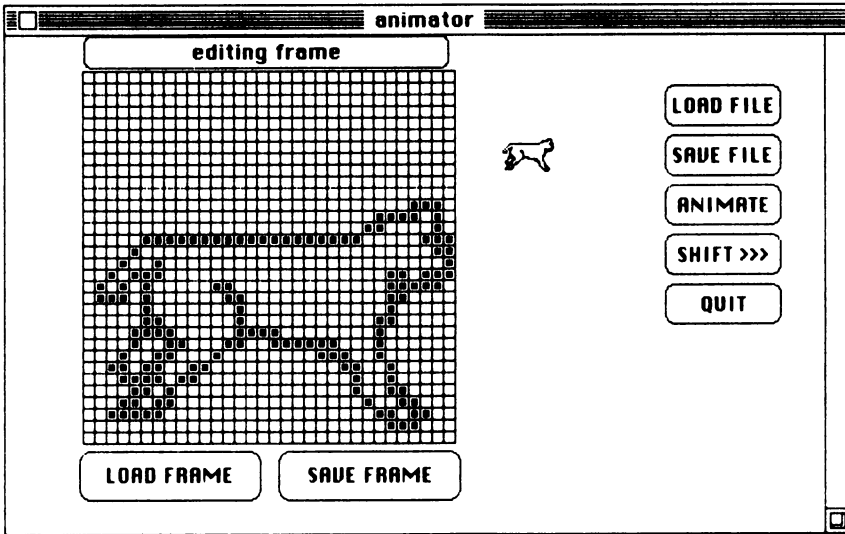 animator
editing frame
LOAD FILE
SAVE FILE
ANIMATE
SHIFT >>>
QUIT
LOAD FRAME
SAVE FRAME